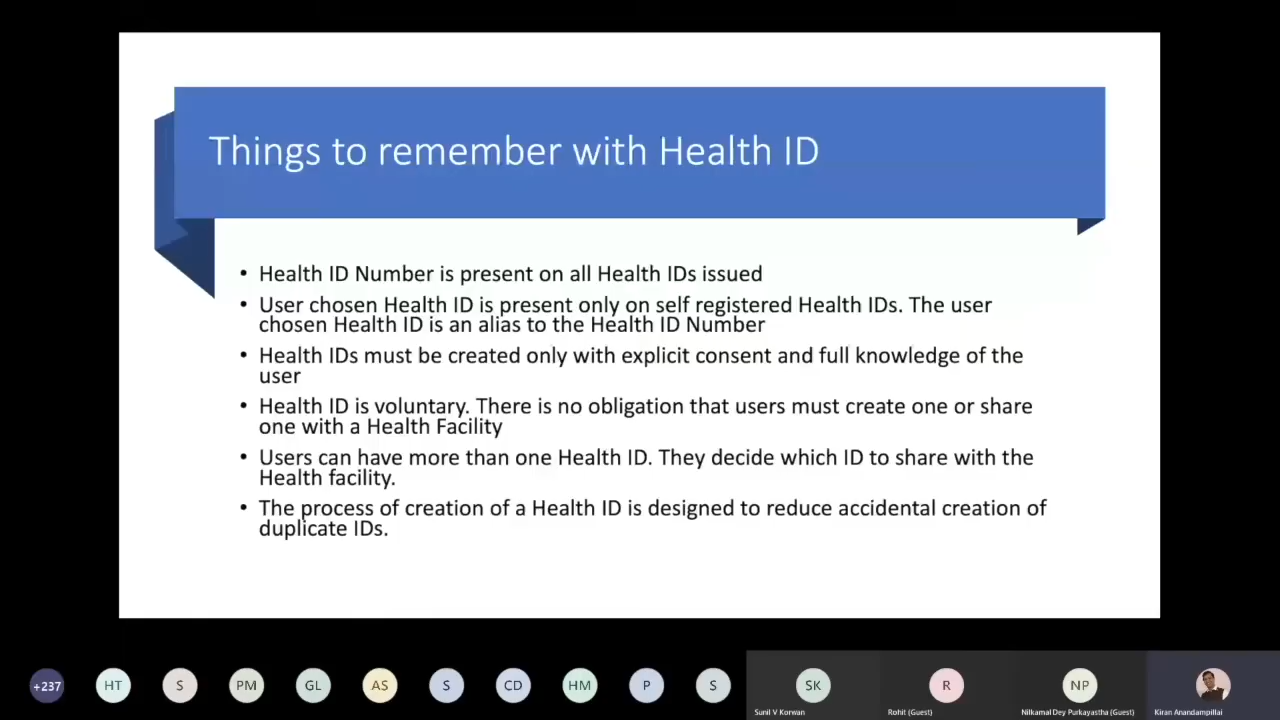 Things to remember with Health ID
• Health ID Number is present on all Health IDs issued
• User chosen Health ID is present only on self registered Health IDs. The user
chosen Health ID is an alias to the Health ID Number
• Health IDs must be created only with explicit consent and full knowledge of the
user
• Health ID is voluntary. There is no obligation that users must create one or share
one with a Health Facility
• Users can have more than one Health ID. They decide which ID to share with the
Health facility.
• The process of creation of a Health ID is designed to reduce accidental creation of
duplicate IDs.
+237 HT S PM GL AS S CD HM P S SK R NP
Sunil V Korwan Rohit (Guest) Nilkamal Dey Purkayastha (Guest) Kiran Anandampillai